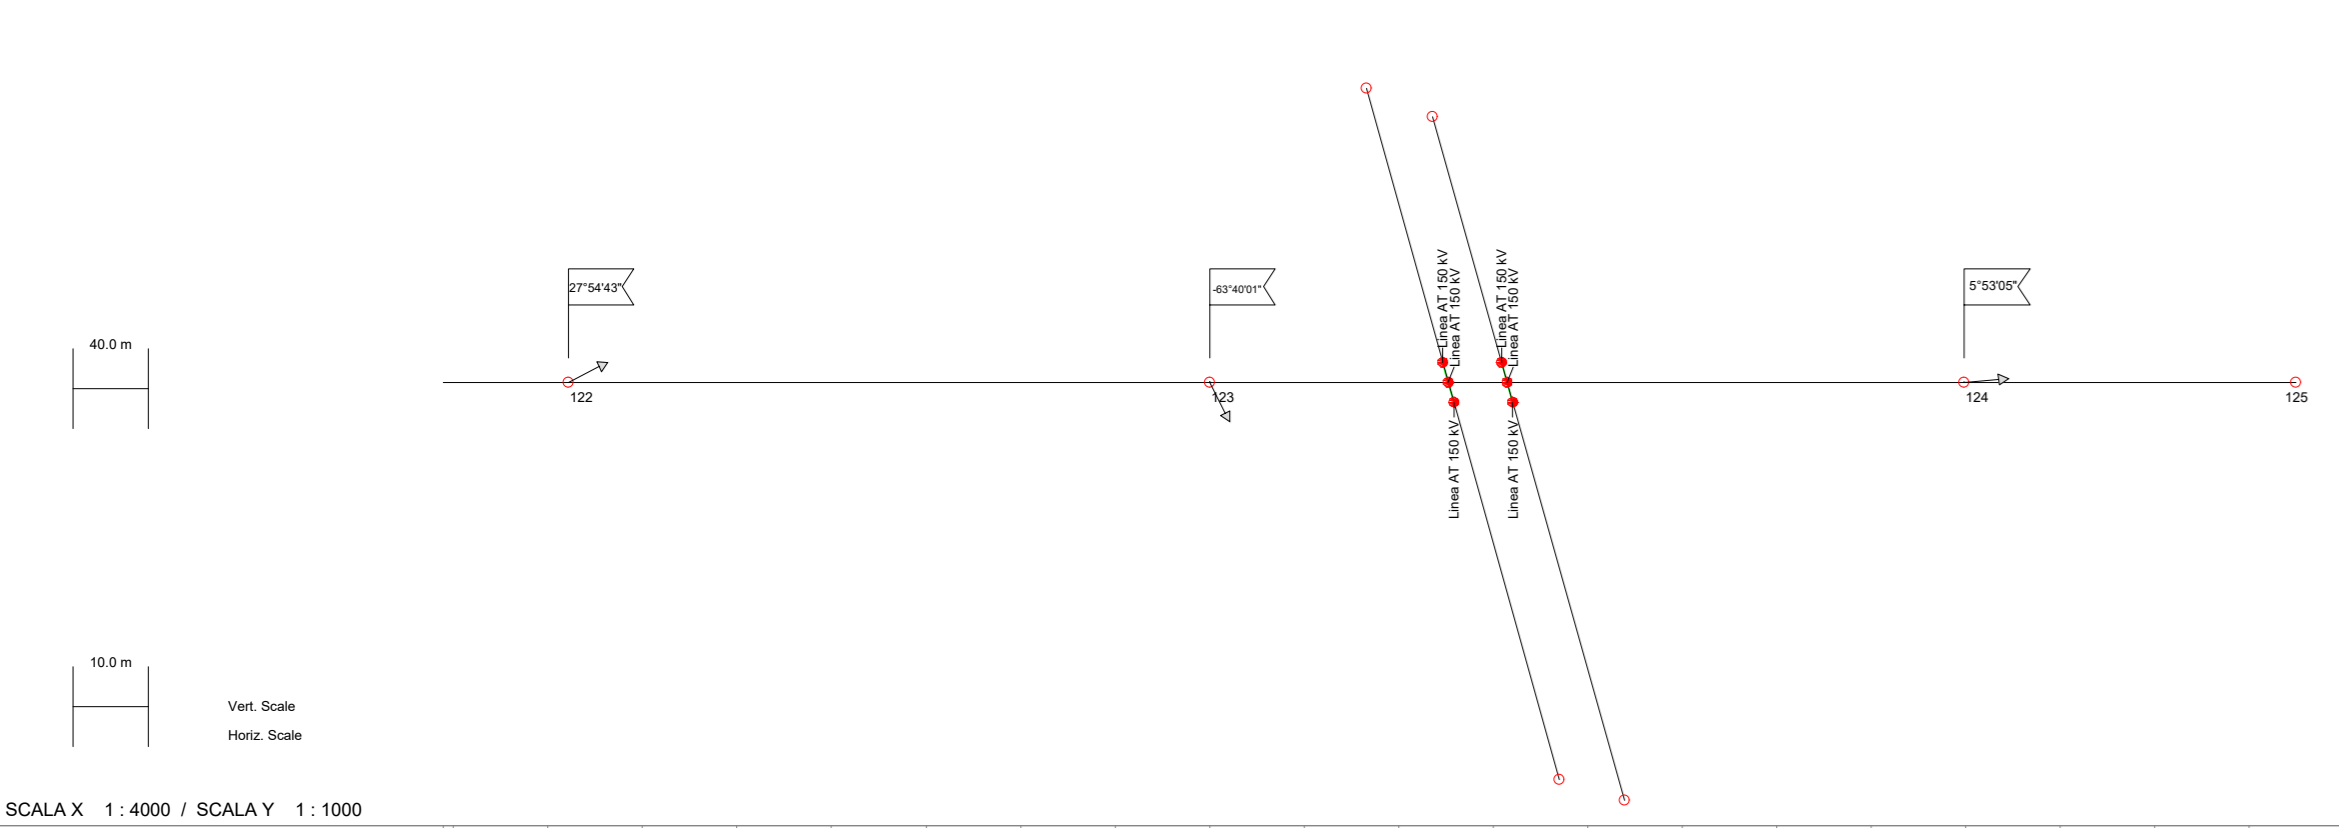 Linea AT 150 kV
Linea AT 150 kV
Linea AT 150 kV
Linea AT 150 kV
27°54'43"
-63°40'01"
5°53'05"
40.0 m
122
123
124
125
Linea AT 150 kV
Linea AT 150 kV
10.0 m
Vert. Scale
Horiz. Scale
SCALA X 1 : 4000 / SCALA Y 1 : 1000